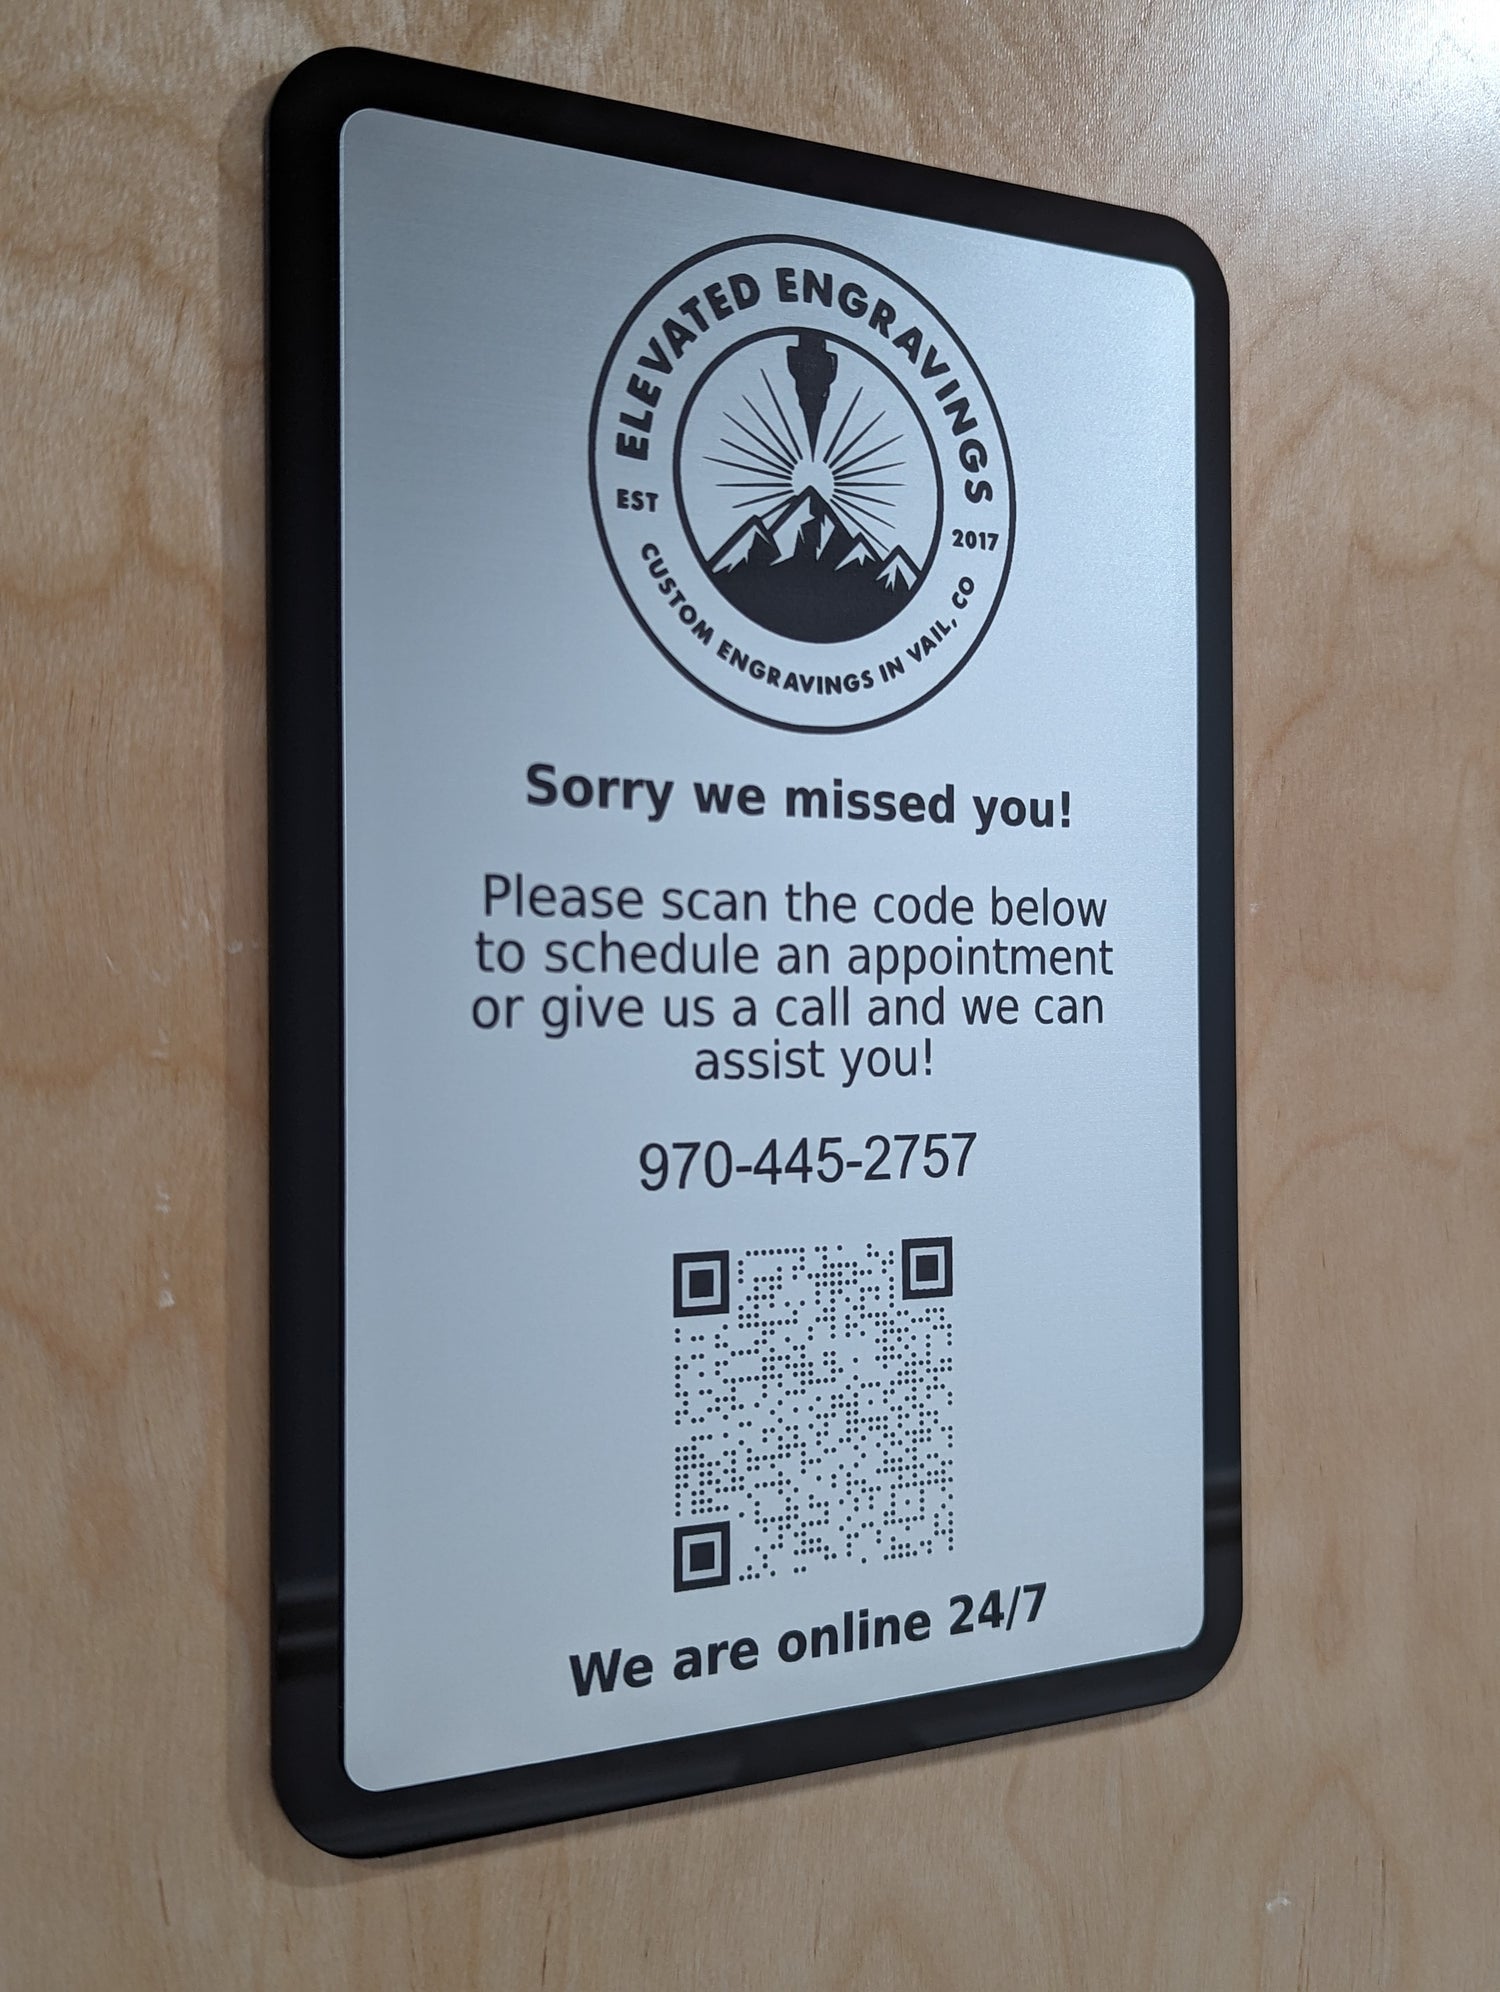 ELEVATED ENGRAVINGS
EST
2017
CUSTOM ENGRAVINGS IN VAIL, CO
Sorry we missed you!
Please scan the code below
to schedule an appointment
or give us a call and we can
assist you!
970-445-2757
We are online 24/7